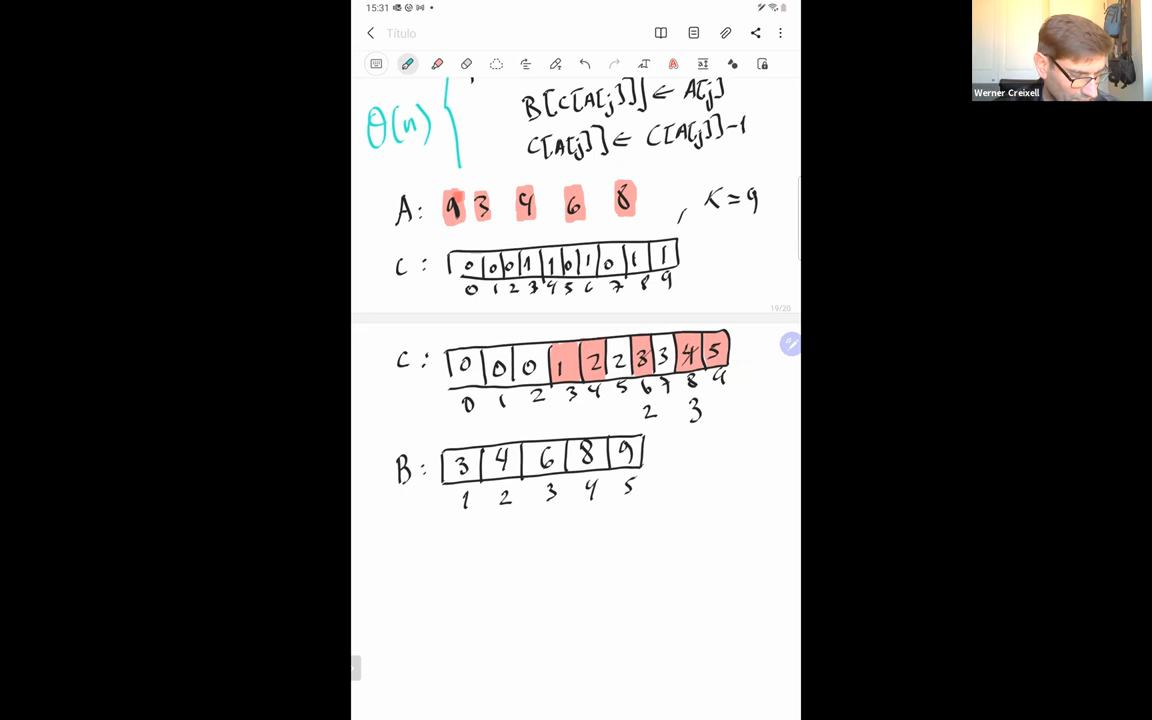 15:31
Título
Werner Creixell
B[C[A[j]]] ← A[j]
Θ(n)
C[A[j]] ← C[A[j]]-1
A: 9 3 4 6 8 , K=9
C: 0 0 0 1 1 0 1 0 1 1
0 1 2 3 4 5 6 7 8 9
19/20
C: 0 0 0 1 2 2 3 3 4 5
0 1 2 3 4 5 6 7 8 9
2 3
B: 3 4 6 8 9
1 2 3 4 5